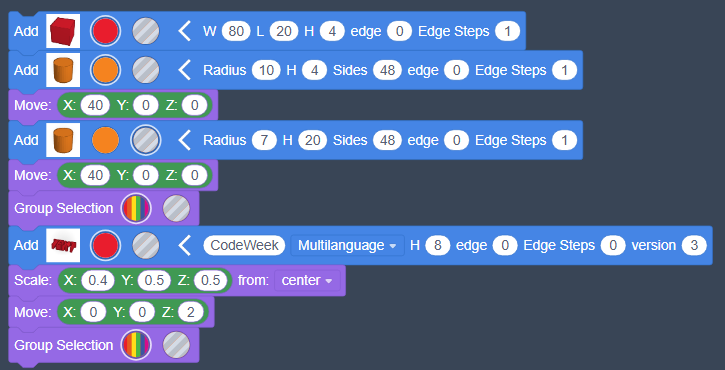 Add W 80 L 20 H 4 edge 0 Edge Steps 1
Add Radius 10 H 4 Sides 48 edge 0 Edge Steps 1
Move: X: 40 Y: 0 Z: 0
Add Radius 7 H 20 Sides 48 edge 0 Edge Steps 1
Move: X: 40 Y: 0 Z: 0
Group Selection
Add CodeWeek Multilanguage H 8 edge 0 Edge Steps 0 version 3
Scale: X: 0.4 Y: 0.5 Z: 0.5 from: center
Move: X: 0 Y: 0 Z: 2
Group Selection